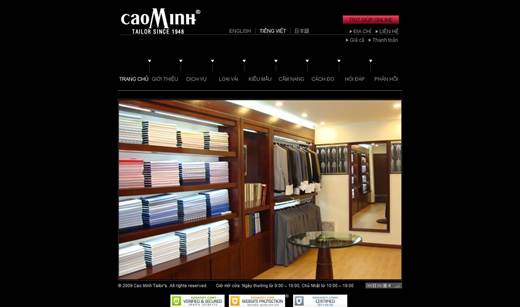 CAOMINH®
TAILOR SINCE 1948
ENGLISH | TIẾNG VIỆT | 日本語
ĐỊA CHỈ LIÊN HỆ
Giá cả Thanh toán
TRANG CHỦ GIỚI THIỆU DỊCH VỤ LOẠI VẢI KIỂU MẪU CẨM NANG CÁCH ĐO HỎI ĐÁP PHẢN HỒI
© 2009 Cao Minh Tailor's. All rights reserved. Giờ mở cửa: Ngày thường từ 9:00 – 19:00, Chủ Nhật từ 10:00 – 19:00
VERIFIED & SECURED
WEBSITE PROTECTION
CERTIFIED